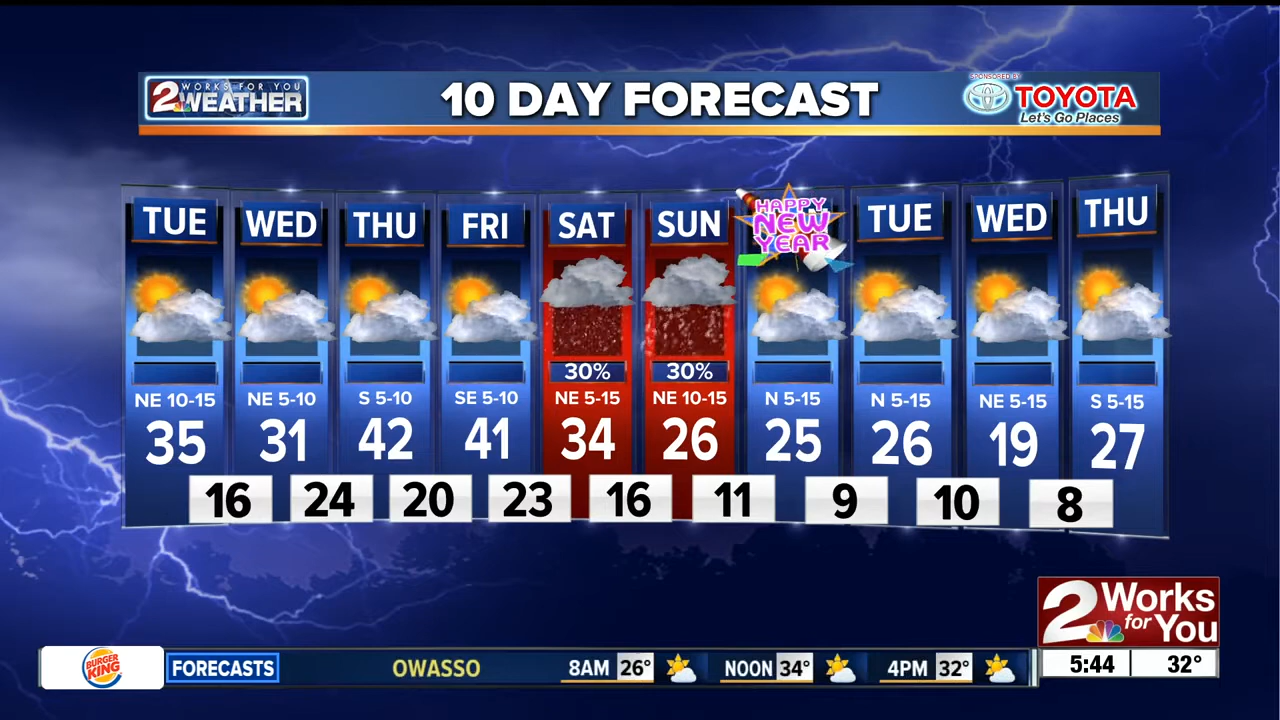 2 WORKS FOR YOU
WEATHER
10 DAY FORECAST
SPONSORED BY
TOYOTA
Let's Go Places
TUE WED THU FRI SAT SUN HAPPY NEW YEAR TUE WED THU
30% 30%
NE 10-15 NE 5-10 S 5-10 SE 5-10 NE 5-15 NE 10-15 N 5-15 N 5-15 NE 5-15 S 5-15
35 31 42 41 34 26 25 26 19 27
16 24 20 23 16 11 9 10 8
2 Works for You
BURGER KING
FORECASTS OWASSO 8AM 26° NOON 34° 4PM 32°
5:44 32°